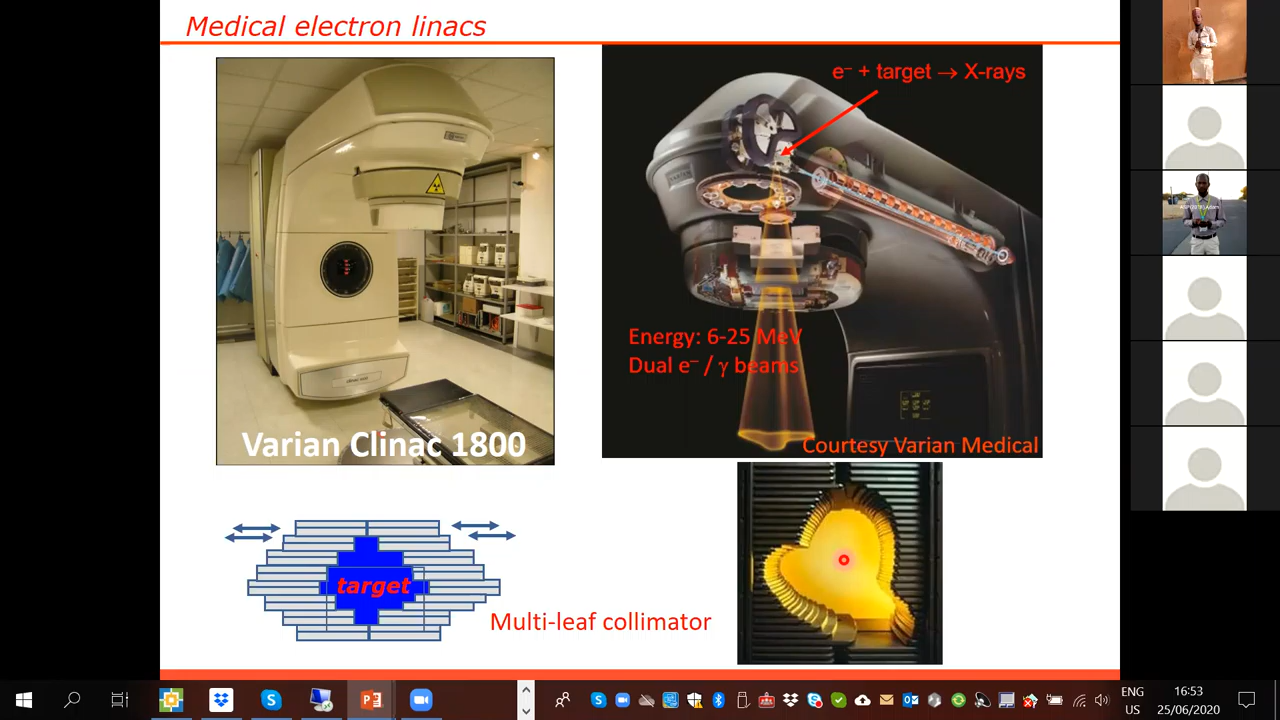 Medical electron linacs
e⁻ + target → X-rays
VARIAN
Energy: 6-25 MeV
Dual e⁻ / γ beams
Varian Clinac 1800
Courtesy Varian Medical
target
Multi-leaf collimator
ENG
US
16:53
25/06/2020